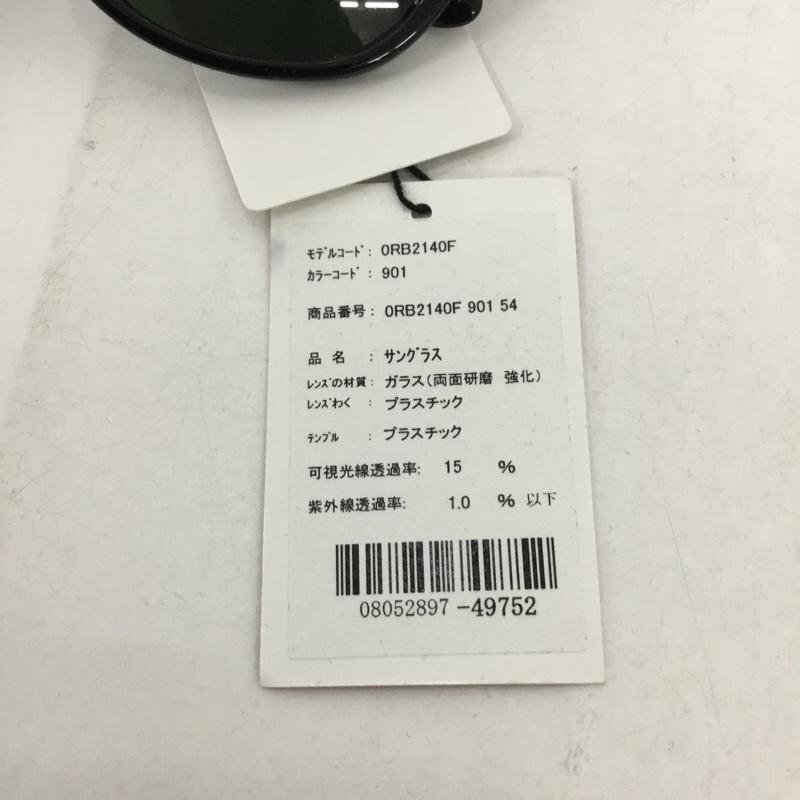 ﾓﾃﾞﾙｺｰﾄﾞ: 0RB2140F
ｶﾗｰｺｰﾄﾞ : 901
商品番号: 0RB2140F 901 54
品 名 : サングラス
ﾚﾝｽﾞの材質: ガラス(両面研磨 強化)
ﾚﾝｽﾞわく : プラスチック
ﾃﾝﾌﾟﾙ : プラスチック
可視光線透過率: 15 %
紫外線透過率: 1.0 % 以下
08052897 -49752